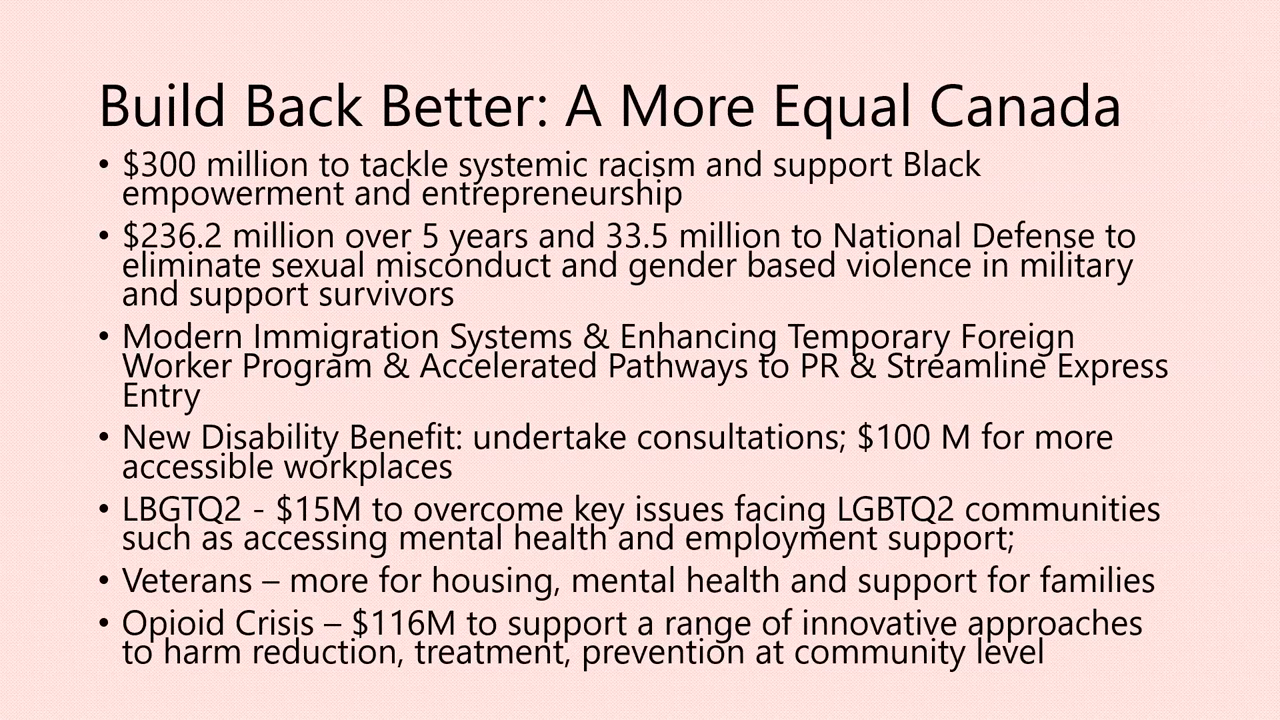 Build Back Better: A More Equal Canada
• $300 million to tackle systemic racism and support Black
empowerment and entrepreneurship
• $236.2 million over 5 years and 33.5 million to National Defense to
eliminate sexual misconduct and gender based violence in military
and support survivors
• Modern Immigration Systems & Enhancing Temporary Foreign
Worker Program & Accelerated Pathways to PR & Streamline Express
Entry
• New Disability Benefit: undertake consultations; $100 M for more
accessible workplaces
• LBGTQ2 - $15M to overcome key issues facing LGBTQ2 communities
such as accessing mental health and employment support;
• Veterans – more for housing, mental health and support for families
• Opioid Crisis – $116M to support a range of innovative approaches
to harm reduction, treatment, prevention at community level